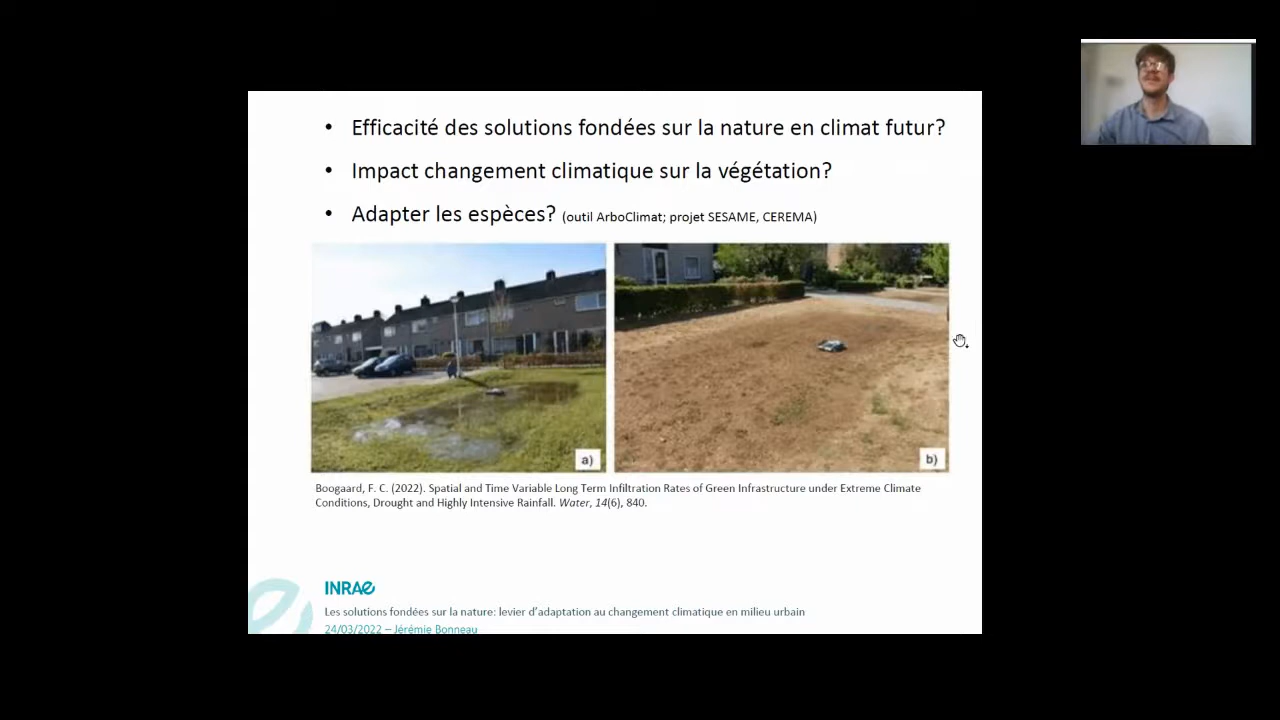 • Efficacité des solutions fondées sur la nature en climat futur?
• Impact changement climatique sur la végétation?
• Adapter les espèces? (outil ArboClimat; projet SESAME, CEREMA)
a)
b)
Boogaard, F. C. (2022). Spatial and Time Variable Long Term Infiltration Rates of Green Infrastructure under Extreme Climate
Conditions, Drought and Highly Intensive Rainfall. Water, 14(6), 840.
INRAE
Les solutions fondées sur la nature: levier d’adaptation au changement climatique en milieu urbain
24/03/2022 – Jérémie Bonneau